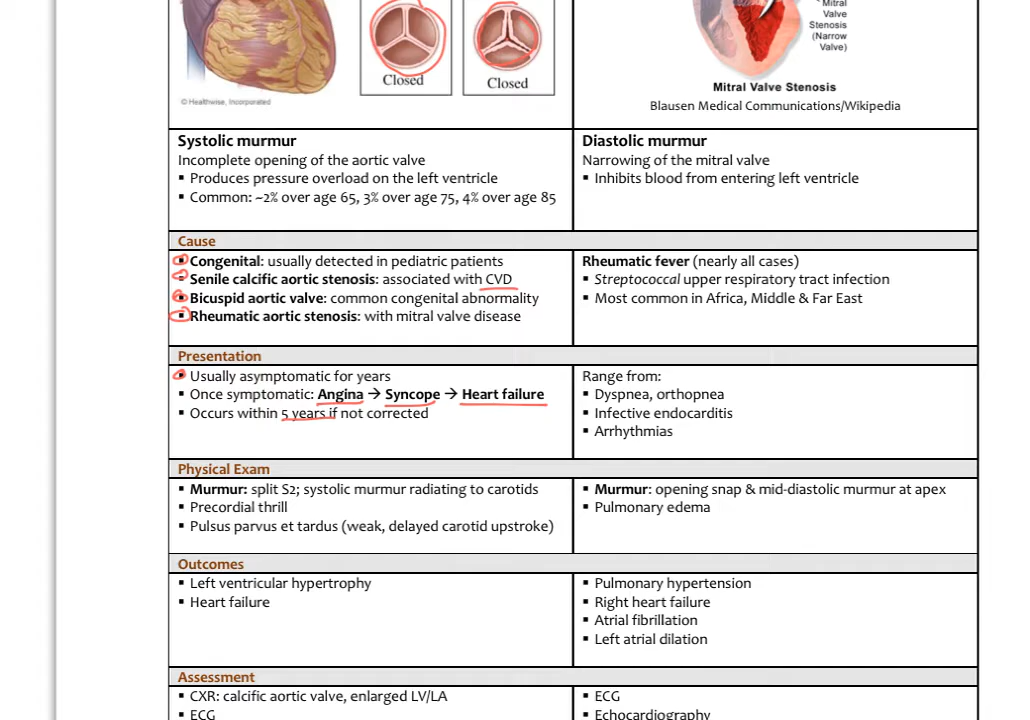 Closed
Closed
© Healthwise, Incorporated
Mitral
Valve
Stenosis
(Narrow
Valve)
Mitral Valve Stenosis
Blausen Medical Communications/Wikipedia
Systolic murmur
Incomplete opening of the aortic valve
▪ Produces pressure overload on the left ventricle
▪ Common: ~2% over age 65, 3% over age 75, 4% over age 85
Diastolic murmur
Narrowing of the mitral valve
▪ Inhibits blood from entering left ventricle
Cause
▪ Congenital: usually detected in pediatric patients
▪ Senile calcific aortic stenosis: associated with CVD
▪ Bicuspid aortic valve: common congenital abnormality
▪ Rheumatic aortic stenosis: with mitral valve disease
Rheumatic fever (nearly all cases)
▪ Streptococcal upper respiratory tract infection
▪ Most common in Africa, Middle & Far East
Presentation
▪ Usually asymptomatic for years
▪ Once symptomatic: Angina → Syncope → Heart failure
▪ Occurs within 5 years if not corrected
Range from:
▪ Dyspnea, orthopnea
▪ Infective endocarditis
▪ Arrhythmias
Physical Exam
▪ Murmur: split S2; systolic murmur radiating to carotids
▪ Precordial thrill
▪ Pulsus parvus et tardus (weak, delayed carotid upstroke)
▪ Murmur: opening snap & mid-diastolic murmur at apex
▪ Pulmonary edema
Outcomes
▪ Left ventricular hypertrophy
▪ Heart failure
▪ Pulmonary hypertension
▪ Right heart failure
▪ Atrial fibrillation
▪ Left atrial dilation
Assessment
▪ CXR: calcific aortic valve, enlarged LV/LA
▪ ECG
▪ ECG
▪ Echocardiography